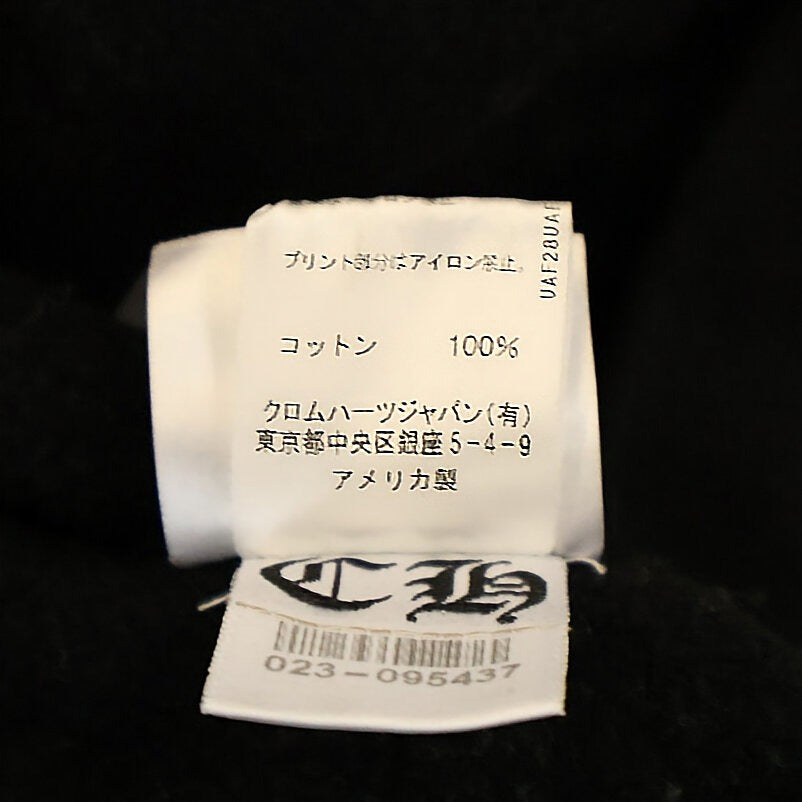 プリント部分はアイロン禁止。
コットン 100%
クロムハーツジャパン(有)
東京都中央区銀座5-4-9
アメリカ製
UAF28UAF
CH
023-095437